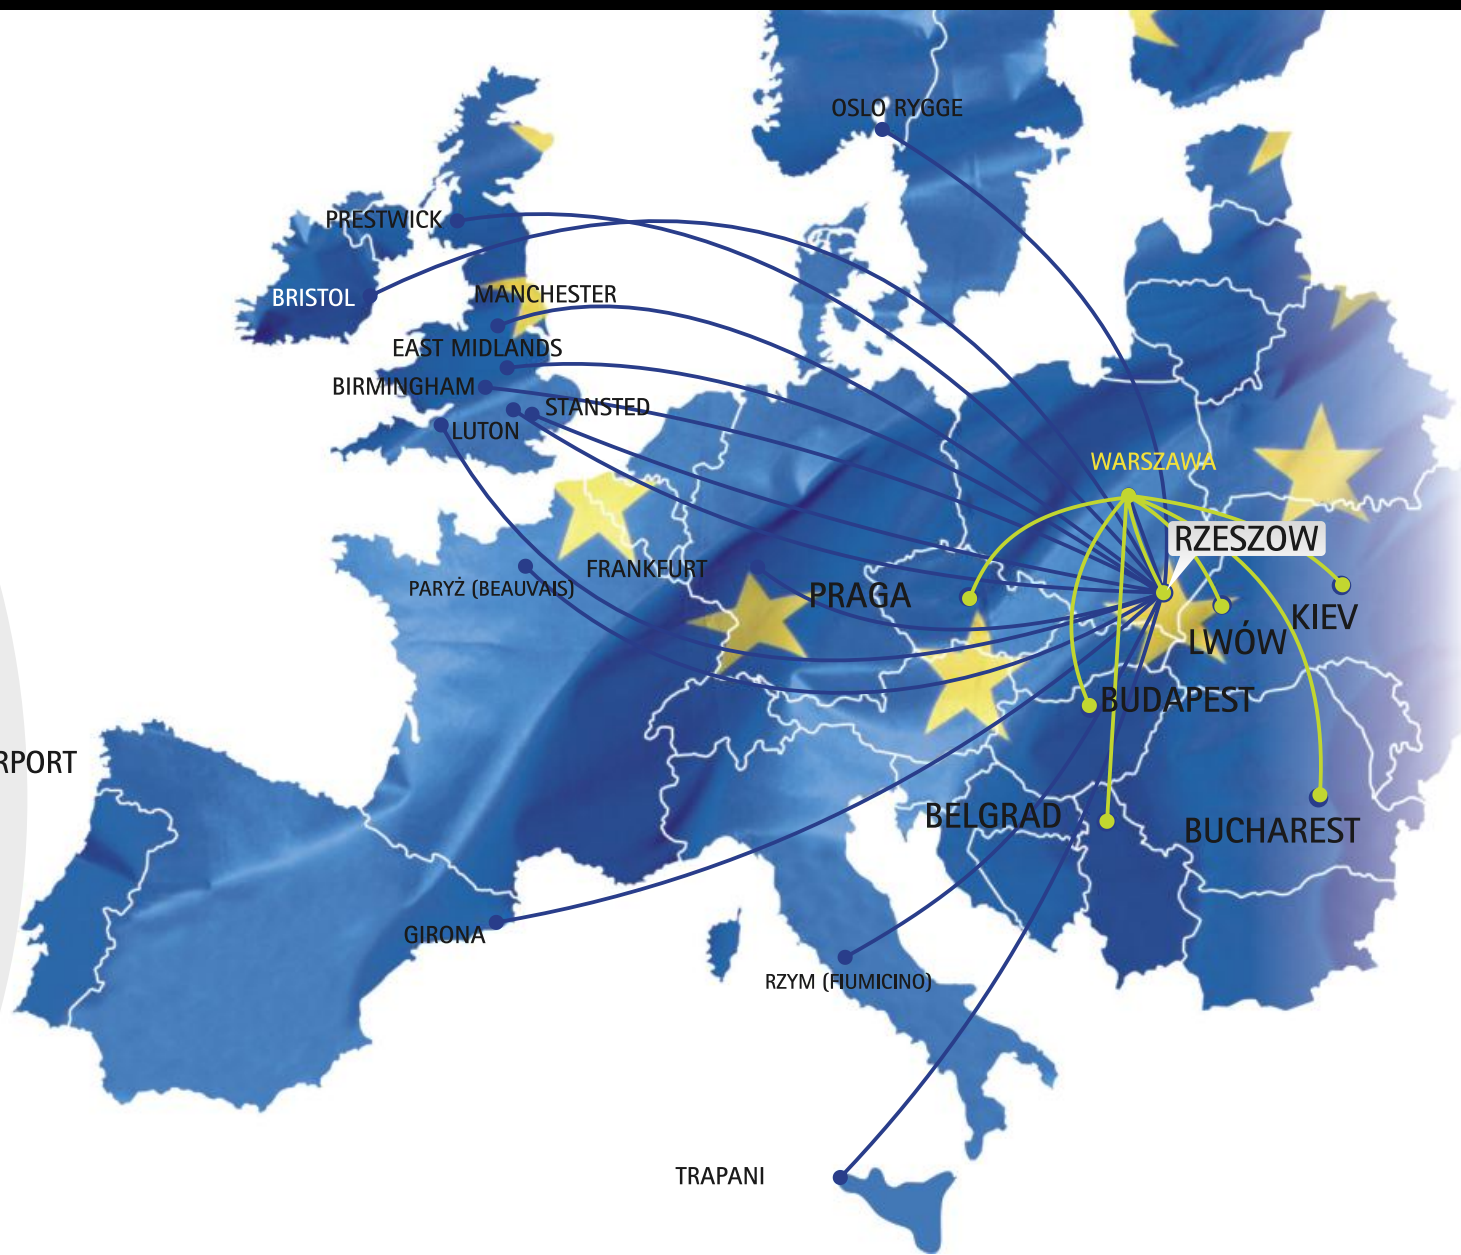 OSLO RYGGE
PRESTWICK
BRISTOL
MANCHESTER
EAST MIDLANDS
BIRMINGHAM
STANSTED
LUTON
WARSZAWA
RZESZOW
FRANKFURT
PARYŻ (BEAUVAIS)
PRAGA
KIEV
LWÓW
BUDAPEST
RPORT
BELGRAD
BUCHAREST
GIRONA
RZYM (FIUMICINO)
TRAPANI